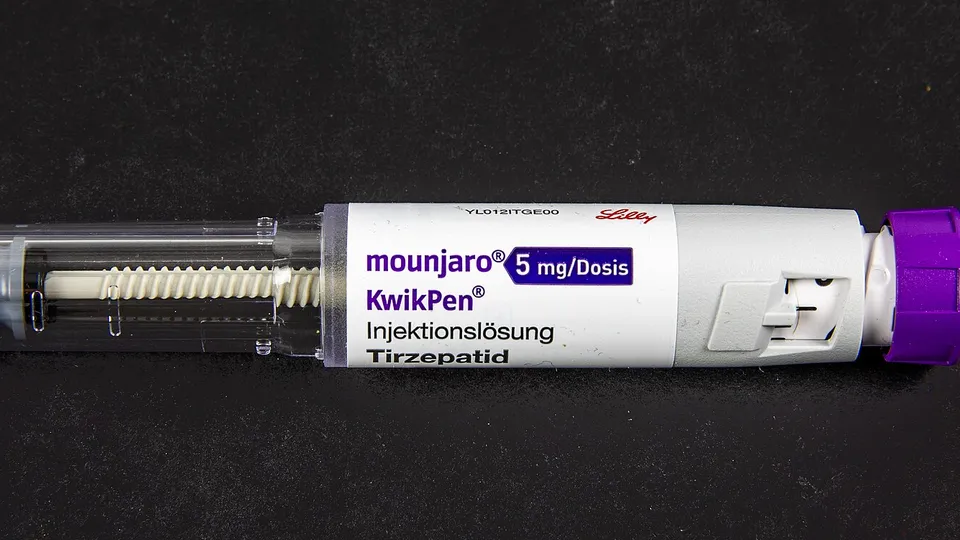 YL012ITGE00 Lilly
mounjaro® 5 mg/Dosis
KwikPen®
Injektionslösung
Tirzepatid